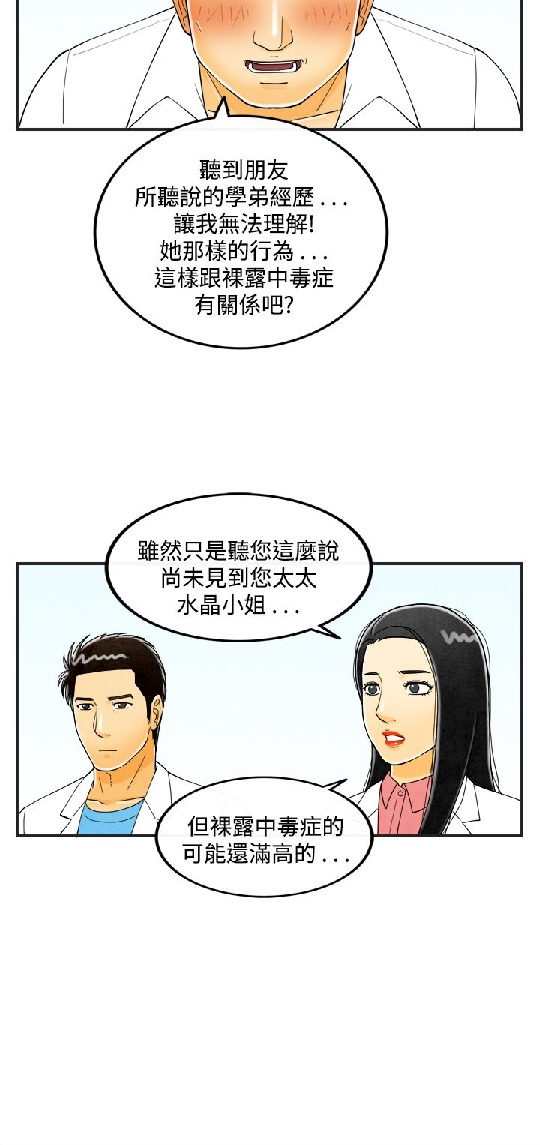 聽到朋友
所聽說的學弟經歷...
讓我無法理解!
她那樣的行為...
這樣跟裸露中毒症
有關係吧?
雖然只是聽您這麼說
尚未見到您太太
水晶小姐...
但裸露中毒症的
可能還滿高的...